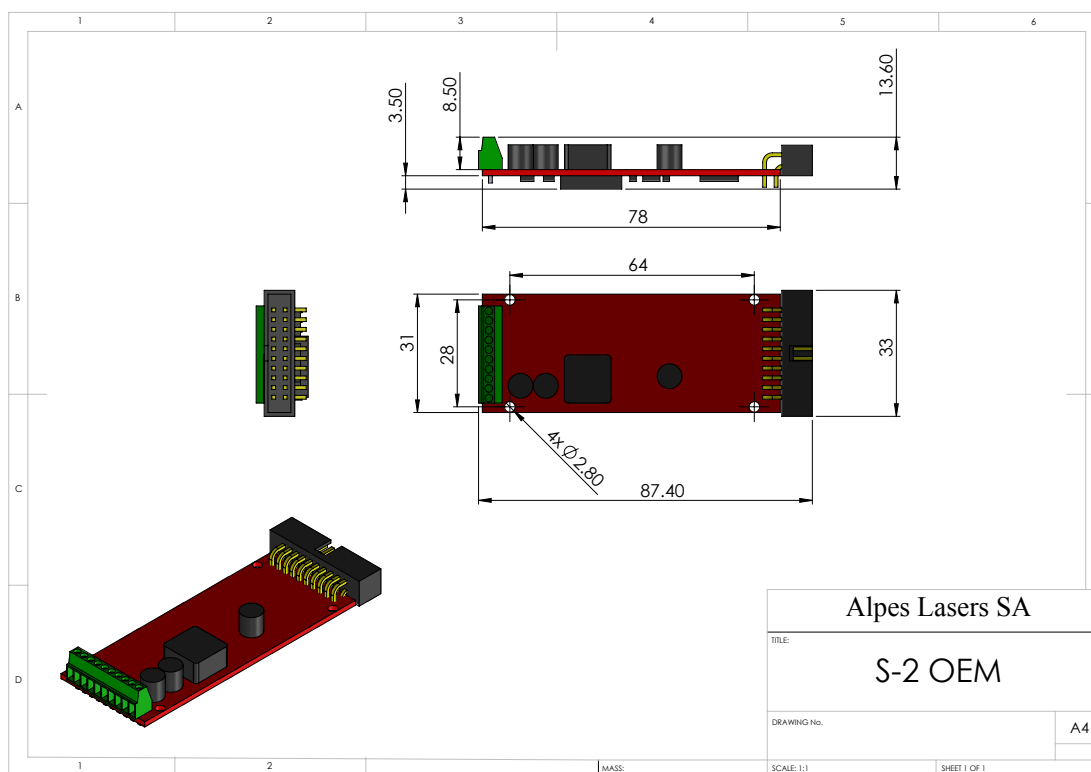 1 2 3 4 5 6
A
B
C
D
3.50
8.50
13.60
78
64
31
28
33
4x Ø 2.80
87.40
Alpes Lasers SA
TITLE:
S-2 OEM
DRAWING No.
A4
1 2
MASS:
SCALE: 1:1
SHEET 1 OF 1